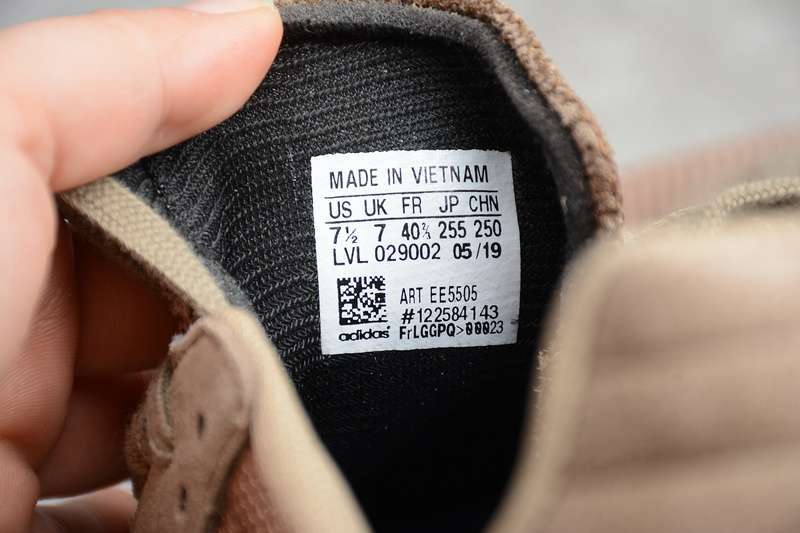 MADE IN VIETNAM
US UK FR JP CHN
7½ 7 40⅔ 255 250
LVL 029002 05/19
ART EE5505
#122584143
adidas FrLGGPQ>00023